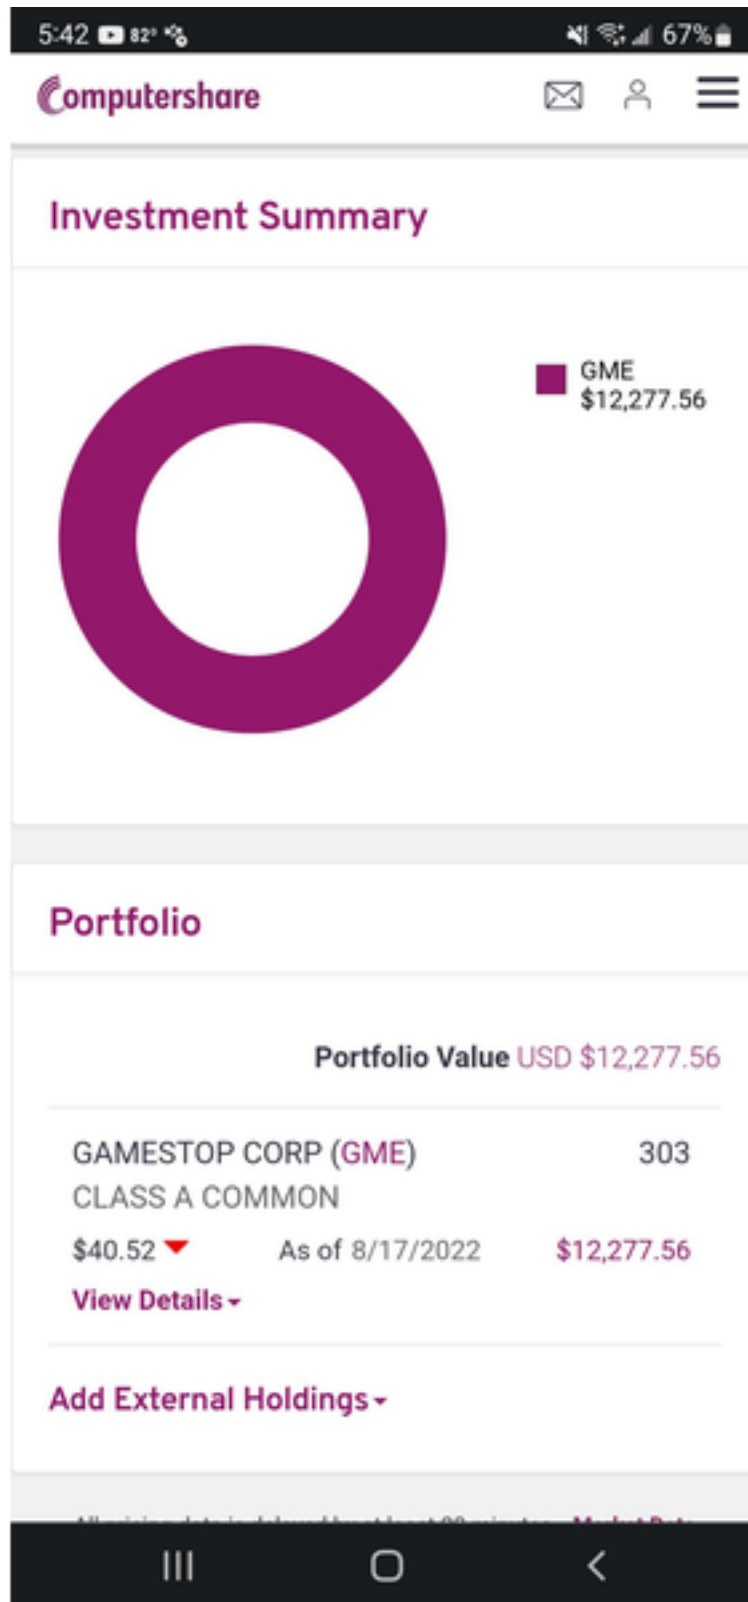 5:42 82°
67%
Computershare
Investment Summary
GME
$12,277.56
Portfolio
Portfolio Value USD $12,277.56
GAMESTOP CORP (GME) 303
CLASS A COMMON
$40.52 As of 8/17/2022 $12,277.56
View Details
Add External Holdings